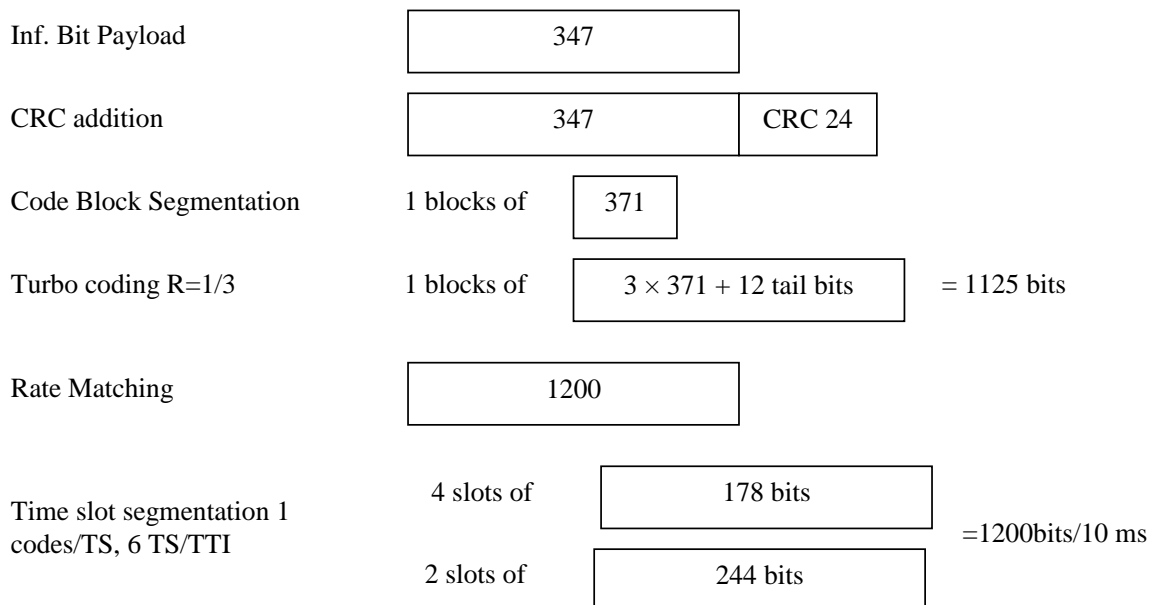 Inf. Bit Payload 347
CRC addition 347 CRC 24
Code Block Segmentation 1 blocks of 371
Turbo coding R=1/3 1 blocks of 3 × 371 + 12 tail bits = 1125 bits
Rate Matching 1200
4 slots of 178 bits
Time slot segmentation 1
codes/TS, 6 TS/TTI =1200bits/10 ms
2 slots of 244 bits